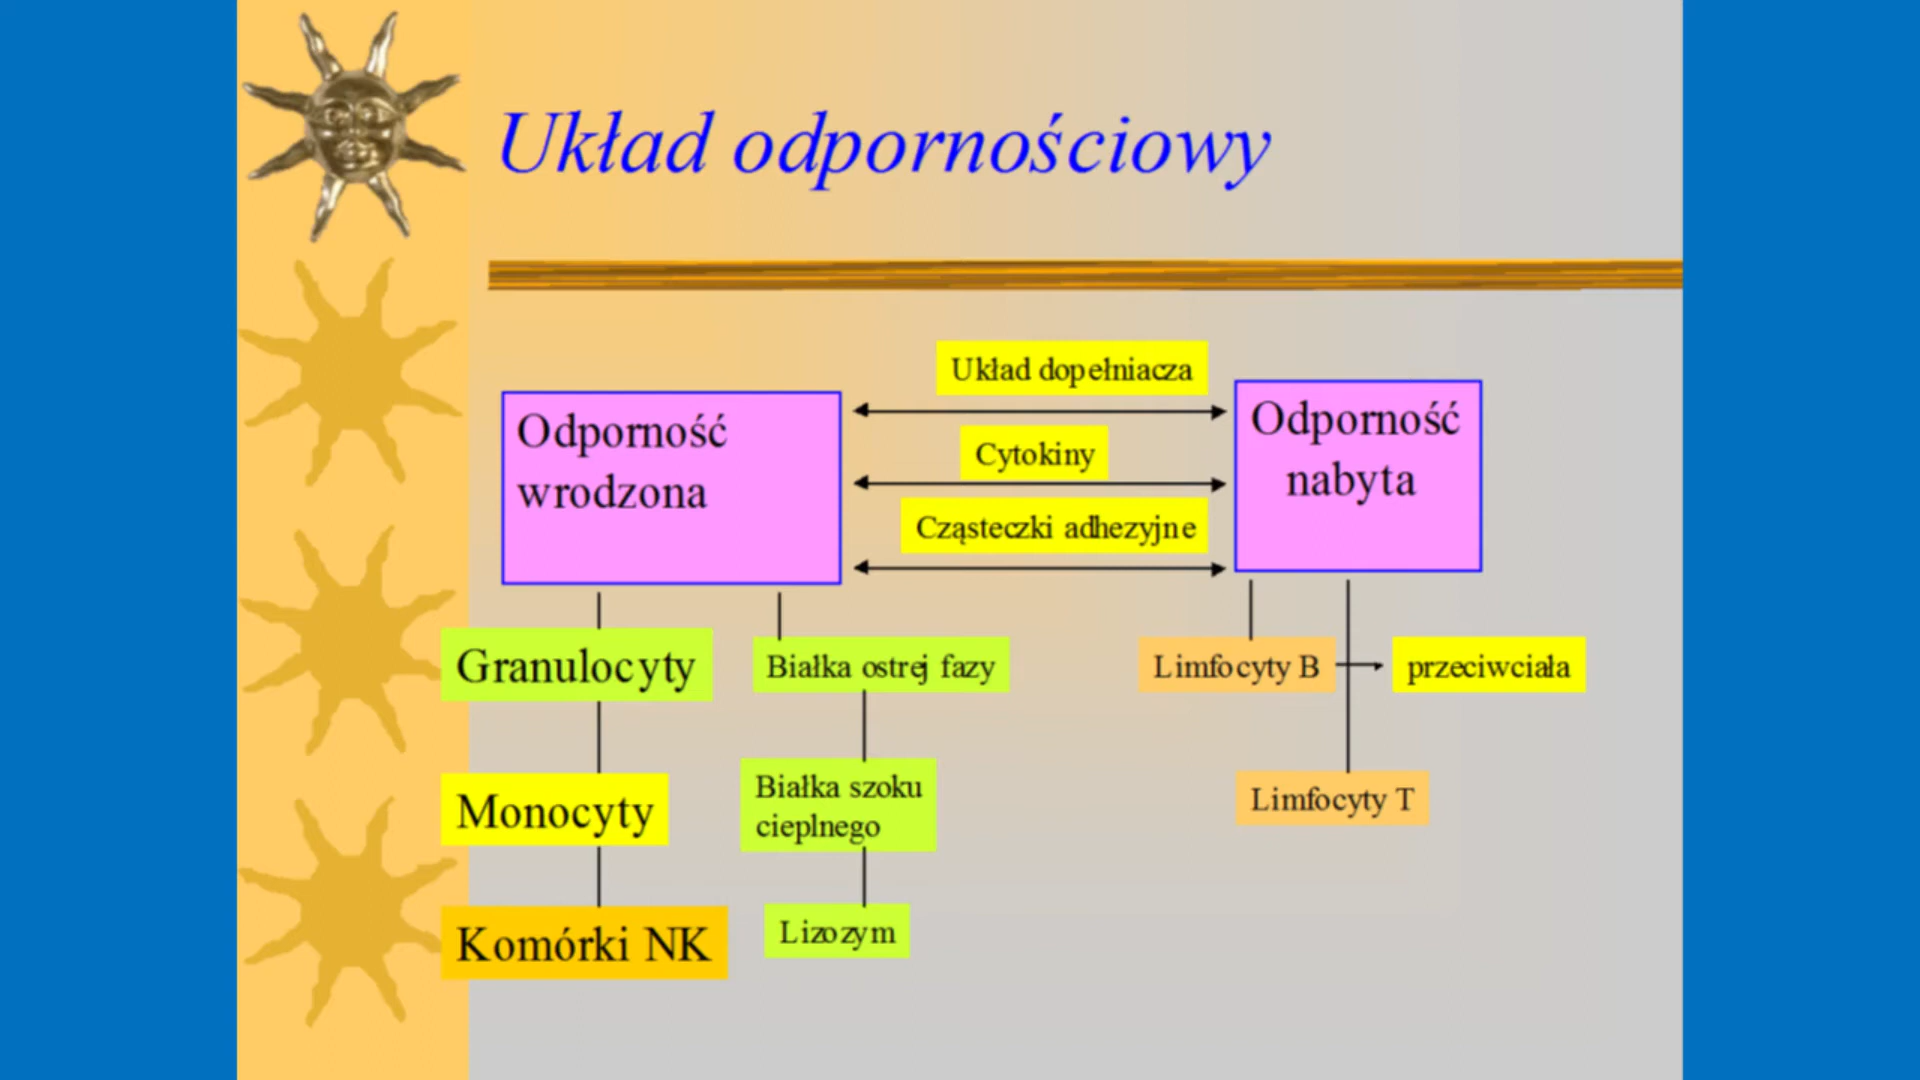 Układ odpornościowy
Układ dopełniacza
Odporność
wrodzona
Cytokiny
Cząsteczki adhezyjne
Odporność
nabyta
Granulocyty
Białka ostrej fazy
Limfocyty B
przeciwciała
Monocyty
Białka szoku
cieplnego
Limfocyty T
Komórki NK
Lizozym